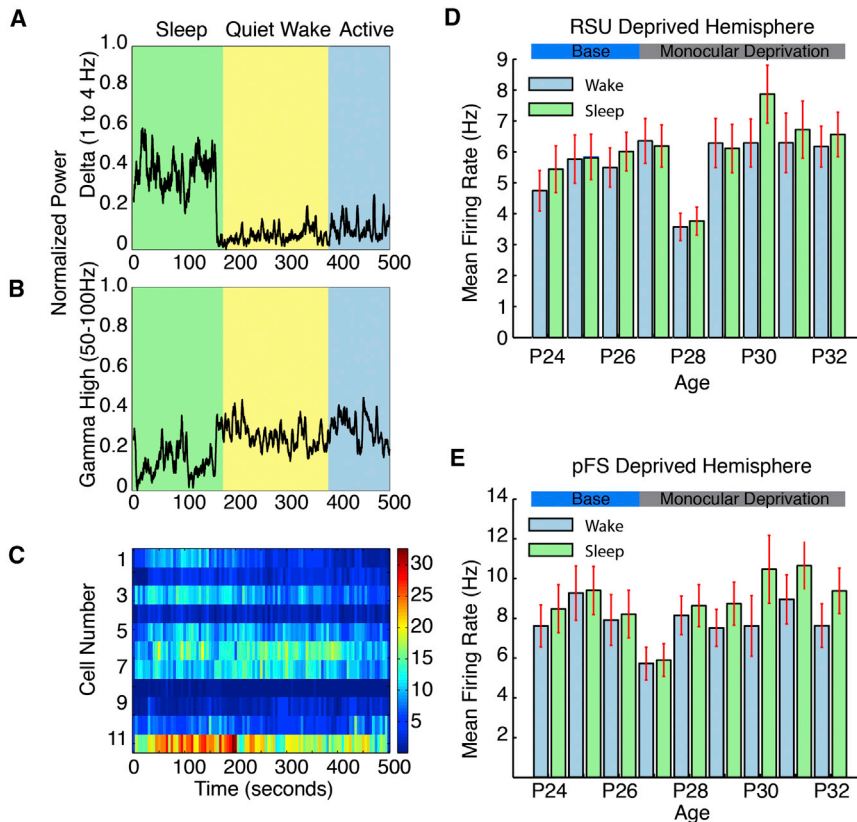 A
Sleep Quiet Wake Active
1.0
0.8
0.6
0.4
0.2
0
Delta (1 to 4 Hz)
0 100 200 300 400 500
Normalized Power
B
1.0
0.8
0.6
0.4
0.2
0
Gamma High (50-100Hz)
0 100 200 300 400 500
C
1
3
5
7
9
11
Cell Number
30
25
20
15
10
5
0 100 200 300 400 500
Time (seconds)
D
RSU Deprived Hemisphere
Base Monocular Deprivation
Wake
Sleep
9
8
7
6
5
4
3
2
1
0
Mean Firing Rate (Hz)
P24 P26 P28 P30 P32
Age
E
pFS Deprived Hemisphere
Base Monocular Deprivation
Wake
Sleep
14
12
10
8
6
4
2
Mean Firing Rate (Hz)
P24 P26 P28 P30 P32
Age